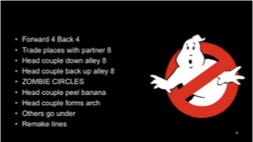 • Forward 4 Back 4
• Trade places with partner 8
• Head couple down alley 8
• Head couple back up alley 8
• ZOMBIE CIRCLES
• Head couple peel banana
• Head couple forms arch
• Others go under
• Remake lines